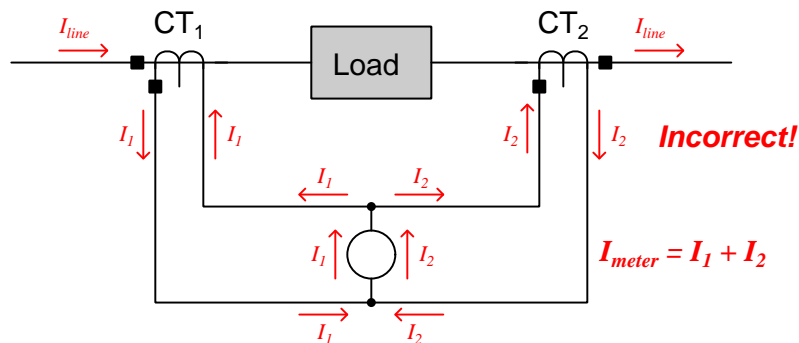 I_line
CT₁
Load
CT₂
I_line
I₁
I₁
I₂
I₂
Incorrect!
I₁
I₂
I₁
I₂
I_meter = I₁ + I₂
I₁
I₂